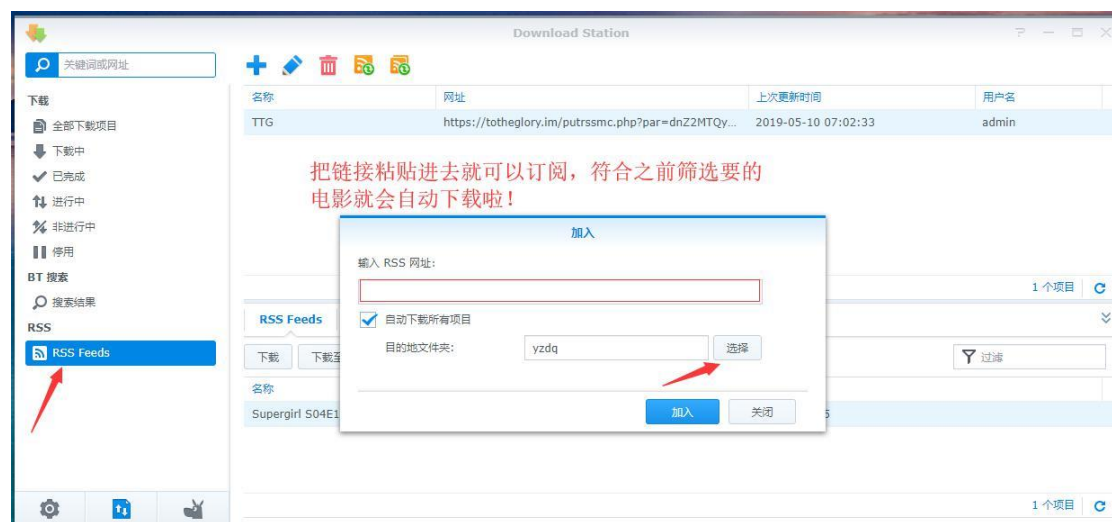 Download Station
关键词或网址
下载
全部下载项目
下载中
已完成
进行中
非进行中
停用
BT 搜索
搜索结果
RSS
RSS Feeds
名称 网址 上次更新时间 用户名
TTG https://totheglory.im/putrssmc.php?par=dnZ2MTQy... 2019-05-10 07:02:33 admin
把链接粘贴进去就可以订阅，符合之前筛选要的
电影就会自动下载啦！
加入
输入 RSS 网址:
自动下载所有项目
目的地文件夹: yzdq 选择
加入 关闭
1 个项目
RSS Feeds
下载 下载至 过滤
名称
Supergirl S04E1
1 个项目